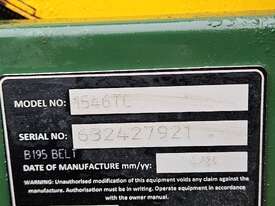 MODEL NO: 1546TC
SERIAL NO: 632427921
B195 BELT
DATE OF MANUFACTURE mm/yy:
WARNING: Unauthorised modification of this equipment voids any claim against the
manufacturer. Authorisation must be in writing. Operate equipment in accordance
with the owner manual.